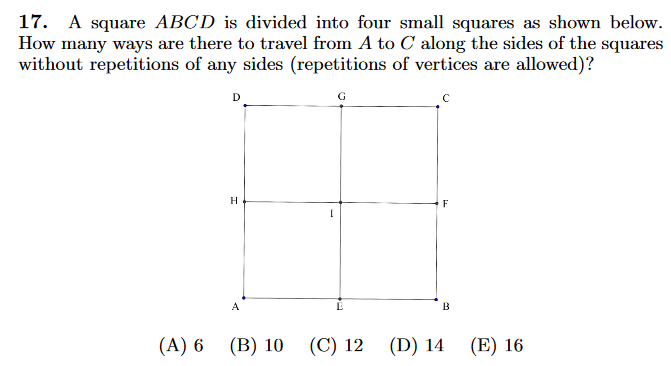 17. A square ABCD is divided into four small squares as shown below.
How many ways are there to travel from A to C along the sides of the squares
without repetitions of any sides (repetitions of vertices are allowed)?
D G C
H I F
A E B
(A) 6 (B) 10 (C) 12 (D) 14 (E) 16